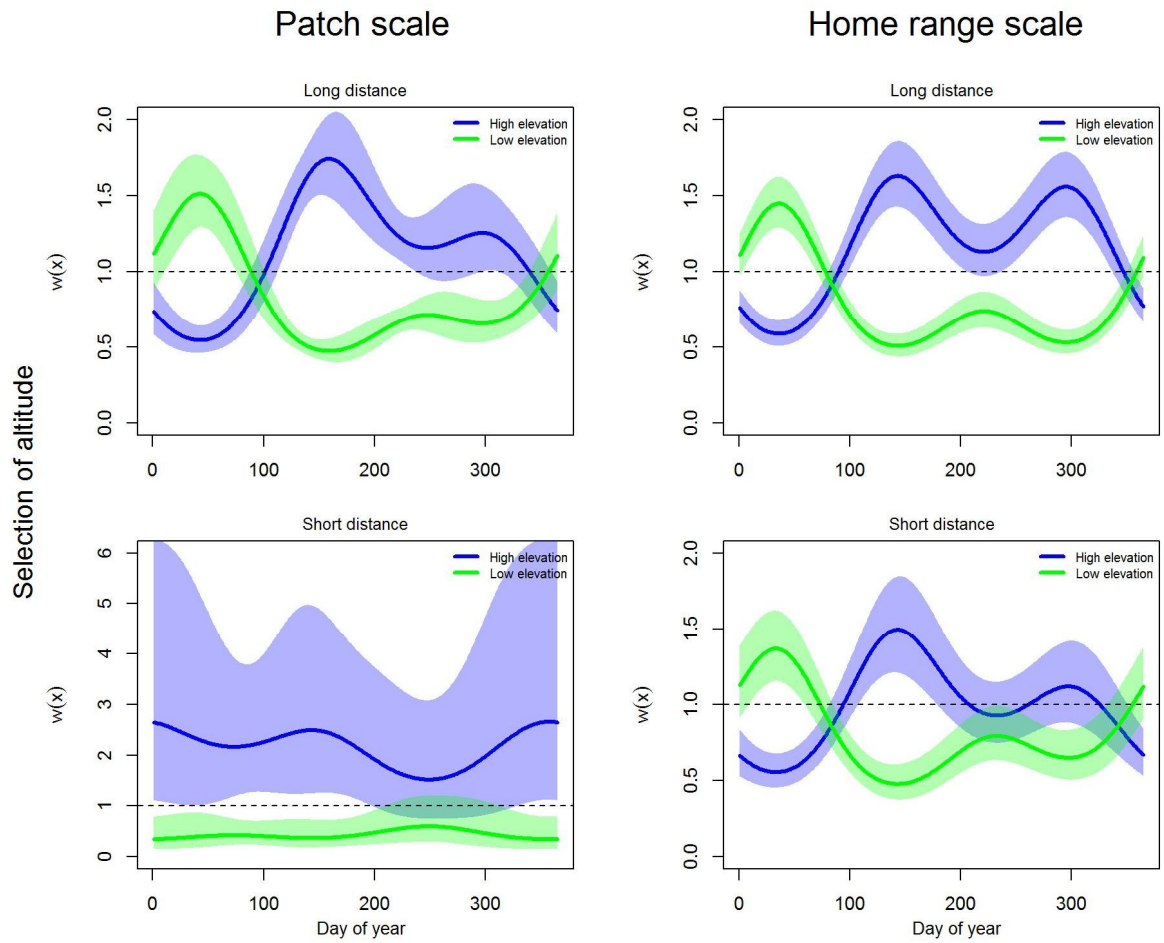 Patch scale
Home range scale
Selection of altitude
Long distance
High elevation
Low elevation
w(x)
2.0
1.5
1.0
0.5
0.0
0 100 200 300
Long distance
High elevation
Low elevation
w(x)
2.0
1.5
1.0
0.5
0.0
0 100 200 300
Short distance
High elevation
Low elevation
w(x)
6
5
4
3
2
1
0
0 100 200 300
Day of year
Short distance
High elevation
Low elevation
w(x)
2.0
1.5
1.0
0.5
0.0
0 100 200 300
Day of year